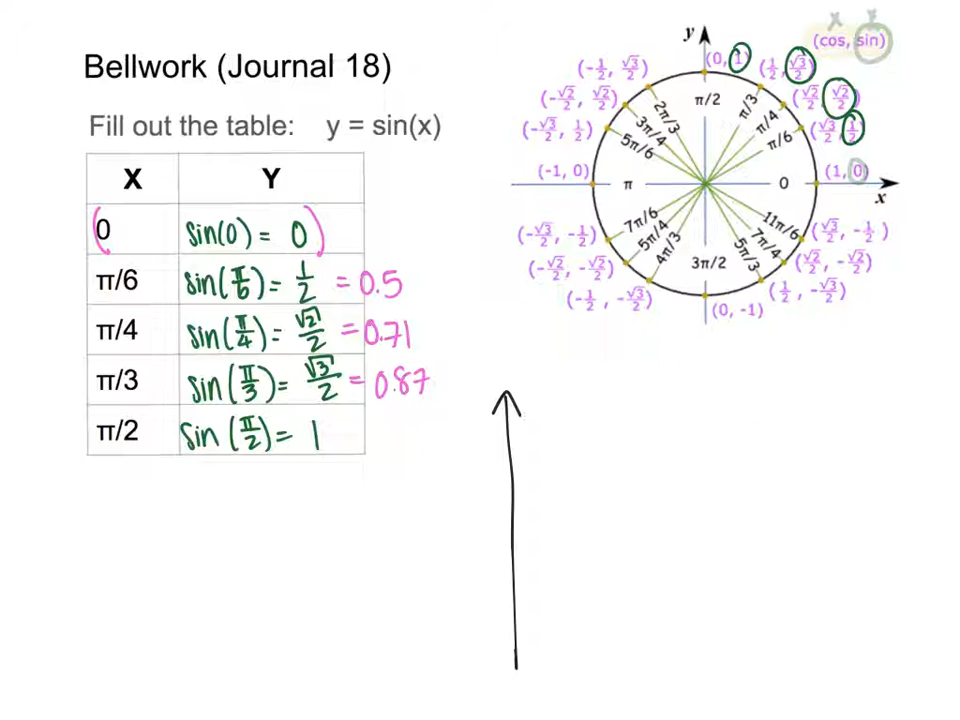 Bellwork (Journal 18)
Fill out the table: y = sin(x)
X Y
0 sin(0) = 0
π/6 sin(π/6) = 1/2 = 0.5
π/4 sin(π/4) = √2/2 = 0.71
π/3 sin(π/3) = √3/2 = 0.87
π/2 sin(π/2) = 1
x y
(cos, sin)
y
(0, 1)
(1/2, √3/2)
(√2/2, √2/2)
(√3/2, 1/2)
(1, 0)
x
(-1/2, √3/2)
(-√2/2, √2/2)
(-√3/2, 1/2)
(-1, 0)
(-√3/2, -1/2)
(-√2/2, -√2/2)
(-1/2, -√3/2)
(0, -1)
(1/2, -√3/2)
(√2/2, -√2/2)
(√3/2, -1/2)
π/2
π/3
π/4
π/6
0
2π/3
3π/4
5π/6
π
7π/6
5π/4
4π/3
3π/2
5π/3
7π/4
11π/6